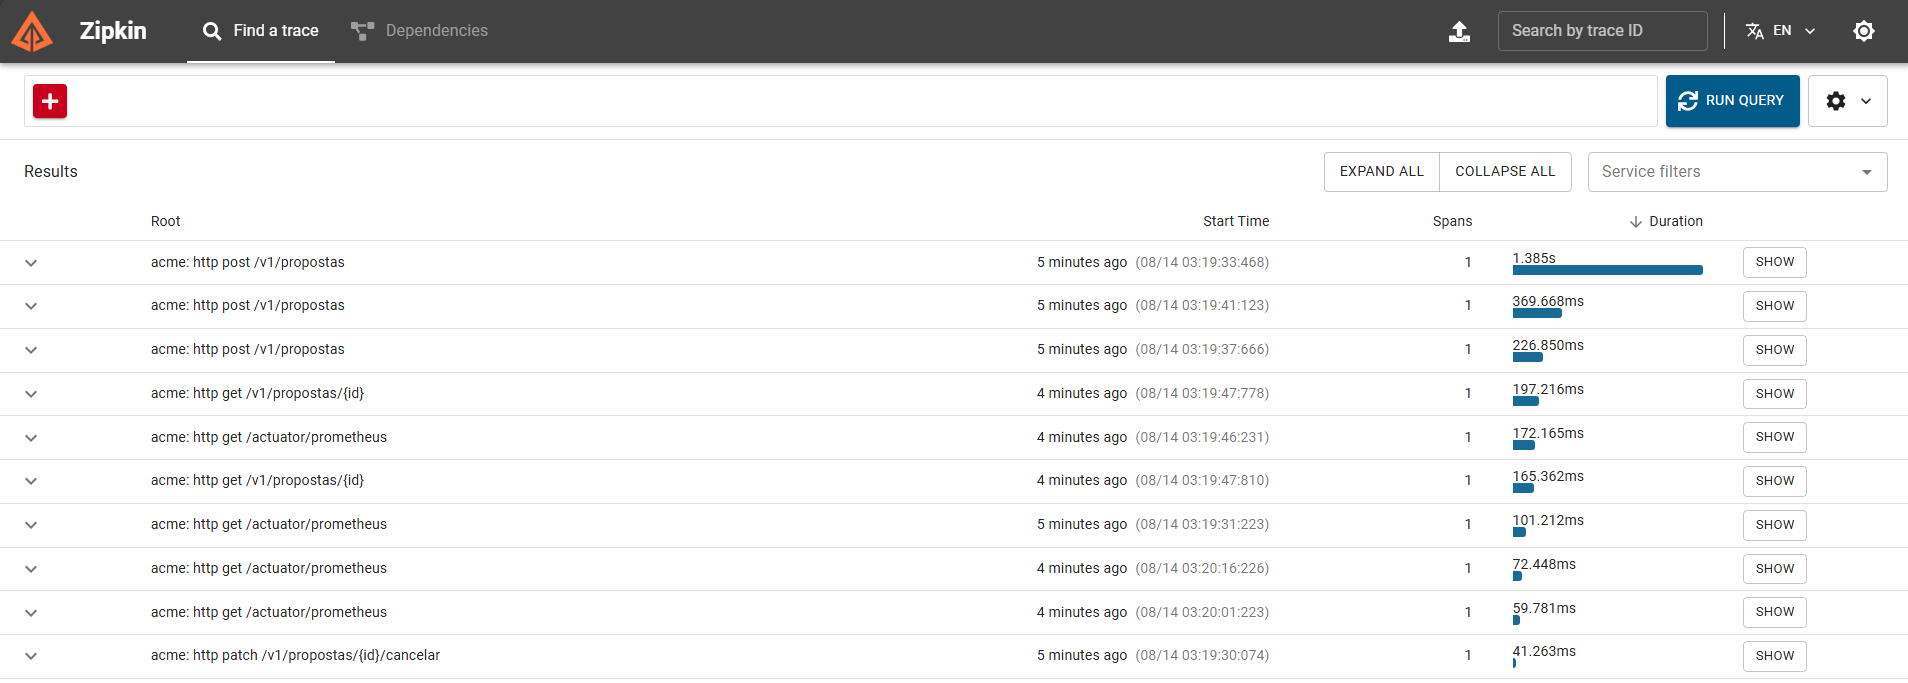 Zipkin Find a trace Dependencies Search by trace ID EN
RUN QUERY
Results EXPAND ALL COLLAPSE ALL Service filters
Root Start Time Spans Duration
acme: http post /v1/propostas 5 minutes ago (08/14 03:19:33:468) 1 1.385s SHOW
acme: http post /v1/propostas 5 minutes ago (08/14 03:19:41:123) 1 369.668ms SHOW
acme: http post /v1/propostas 5 minutes ago (08/14 03:19:37:666) 1 226.850ms SHOW
acme: http get /v1/propostas/{id} 4 minutes ago (08/14 03:19:47:778) 1 197.216ms SHOW
acme: http get /actuator/prometheus 4 minutes ago (08/14 03:19:46:231) 1 172.165ms SHOW
acme: http get /v1/propostas/{id} 4 minutes ago (08/14 03:19:47:810) 1 165.362ms SHOW
acme: http get /actuator/prometheus 5 minutes ago (08/14 03:19:31:223) 1 101.212ms SHOW
acme: http get /actuator/prometheus 4 minutes ago (08/14 03:20:16:226) 1 72.448ms SHOW
acme: http get /actuator/prometheus 4 minutes ago (08/14 03:20:01:223) 1 59.781ms SHOW
acme: http patch /v1/propostas/{id}/cancelar 5 minutes ago (08/14 03:19:30:074) 1 41.263ms SHOW